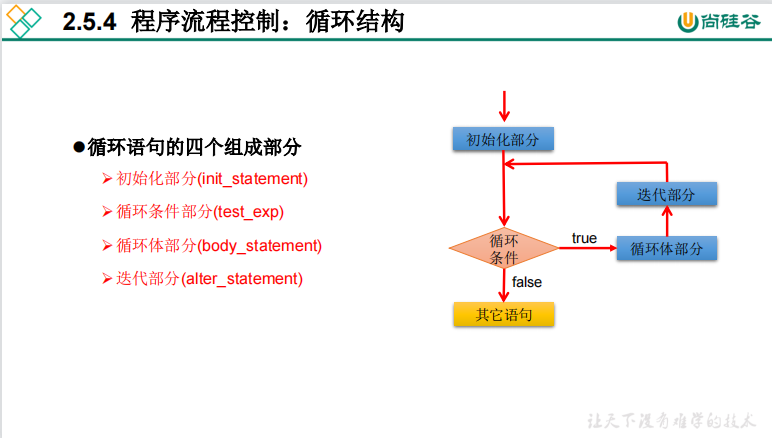 2.5.4 程序流程控制：循环结构
尚硅谷
●循环语句的四个组成部分
➢初始化部分(init_statement)
➢循环条件部分(test_exp)
➢循环体部分(body_statement)
➢迭代部分(alter_statement)
初始化部分
迭代部分
循环
条件
true
循环体部分
false
其它语句
让天下没有难学的技术